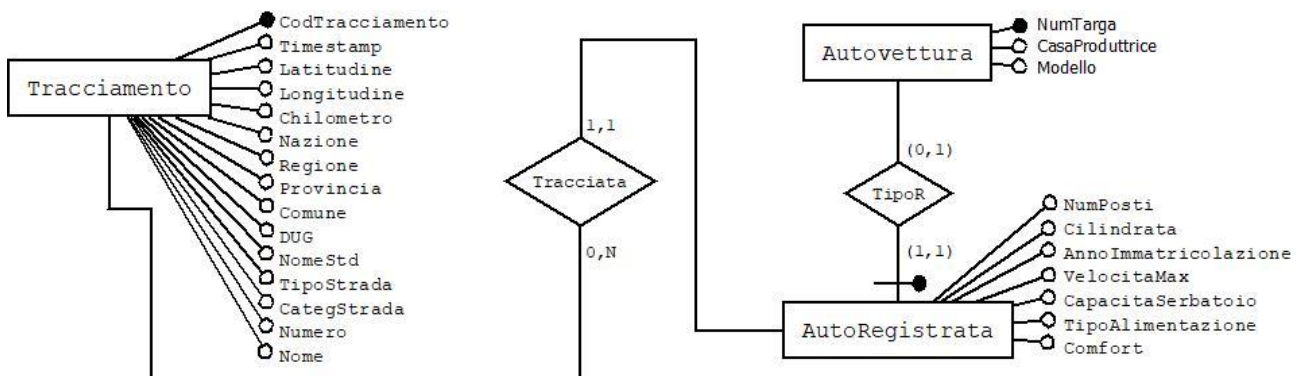 CodTracciamento
Timestamp
Latitudine
Longitudine
Chilometro
Nazione
Regione
Provincia
Comune
DUG
NomeStd
TipoStrada
CategStrada
Numero
Nome
Tracciamento
1,1
Tracciata
0,N
Autovettura
NumTarga
CasaProduttrice
Modello
(0,1)
TipoR
(1,1)
AutoRegistrata
NumPosti
Cilindrata
AnnoImmatricolazione
VelocitaMax
CapacitaSerbatoio
TipoAlimentazione
Comfort